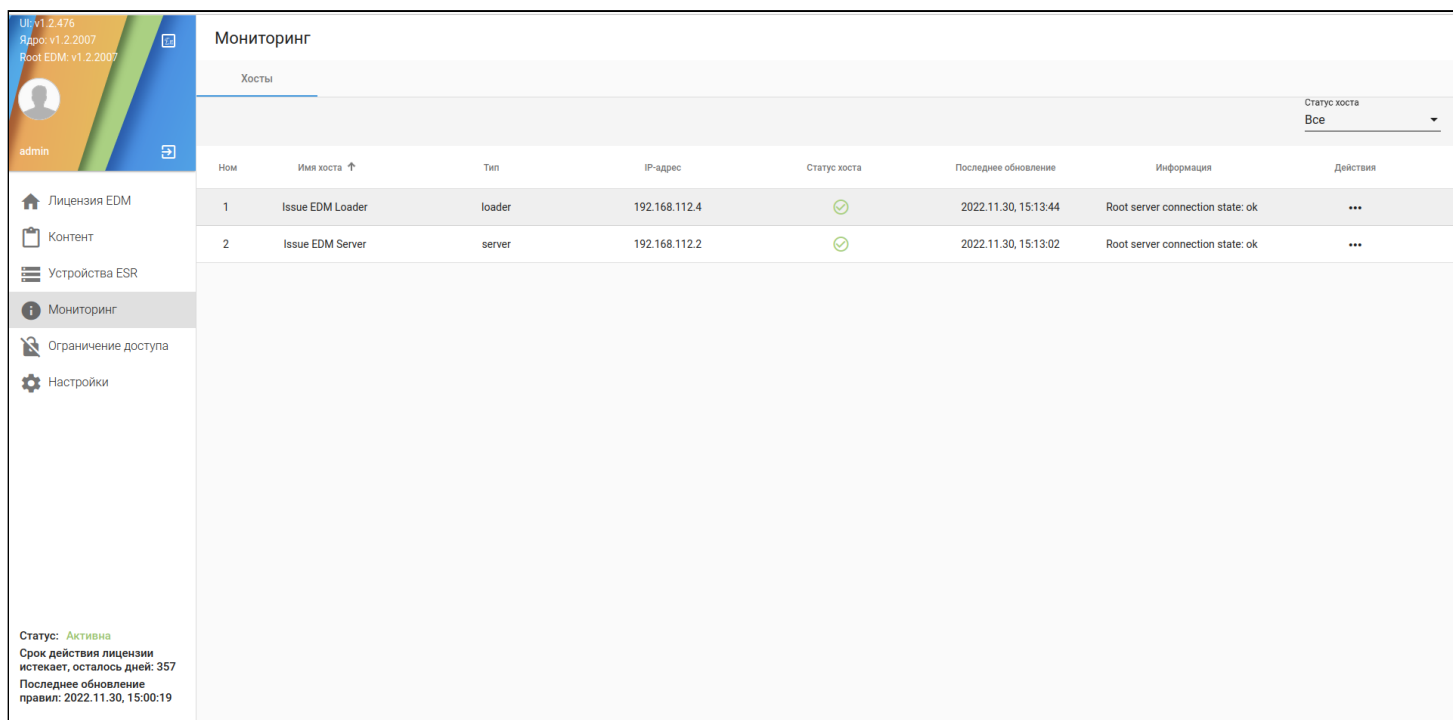 UI: v1.2.476
Ядро: v1.2.2007
Root EDM: v1.2.2007
admin
Лицензия EDM
Контент
Устройства ESR
Мониторинг
Ограничение доступа
Настройки
Статус: Активна
Срок действия лицензии
истекает, осталось дней: 357
Последнее обновление
правил: 2022.11.30, 15:00:19
Мониторинг
Хосты
Статус хоста
Все
Ном Имя хоста Тип IP-адрес Статус хоста Последнее обновление Информация Действия
1 Issue EDM Loader loader 192.168.112.4 2022.11.30, 15:13:44 Root server connection state: ok
2 Issue EDM Server server 192.168.112.2 2022.11.30, 15:13:02 Root server connection state: ok